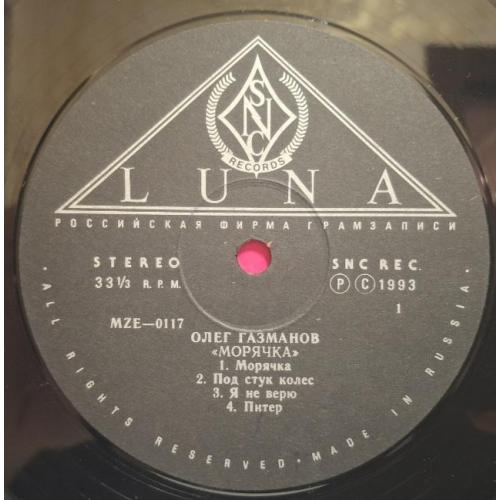 SNC
RECORDS
LUNA
РОССИЙСКАЯ ФИРМА ГРАМЗАПИСИ
STEREO
33⅓ R.P.M.
SNC REC.
Ⓟ Ⓒ 1993
MZE—0117
1
ОЛЕГ ГАЗМАНОВ
«МОРЯЧКА»
1. Морячка
2. Под стук колес
3. Я не верю
4. Питер
· ALL RIGHTS RESERVED · MADE IN RUSSIA ·